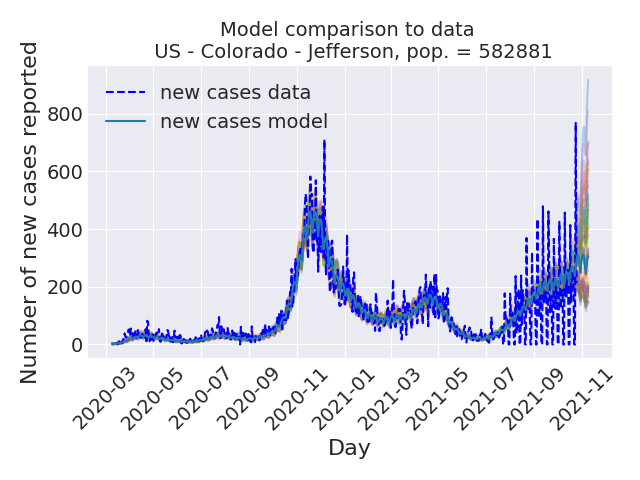 Model comparison to data
US - Colorado - Jefferson, pop. = 582881
Number of new cases reported
800
600
400
200
0
new cases data
new cases model
2020-03
2020-05
2020-07
2020-09
2020-11
2021-01
2021-03
2021-05
2021-07
2021-09
2021-11
Day